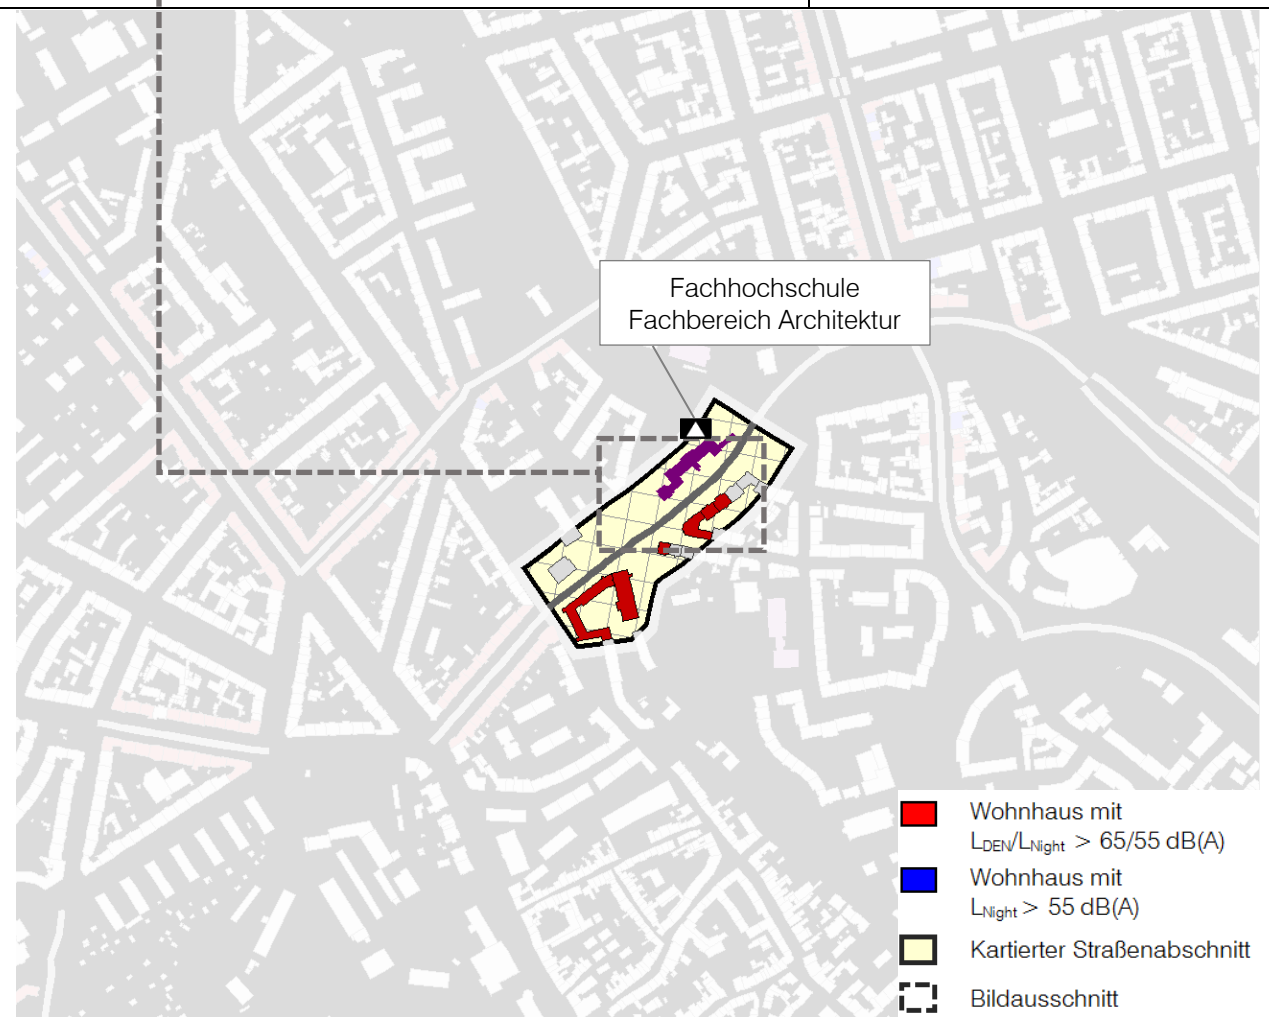 Fachhochschule
Fachbereich Architektur
Wohnhaus mit
LDEN/LNight > 65/55 dB(A)
Wohnhaus mit
LNight > 55 dB(A)
Kartierter Straßenabschnitt
Bildausschnitt